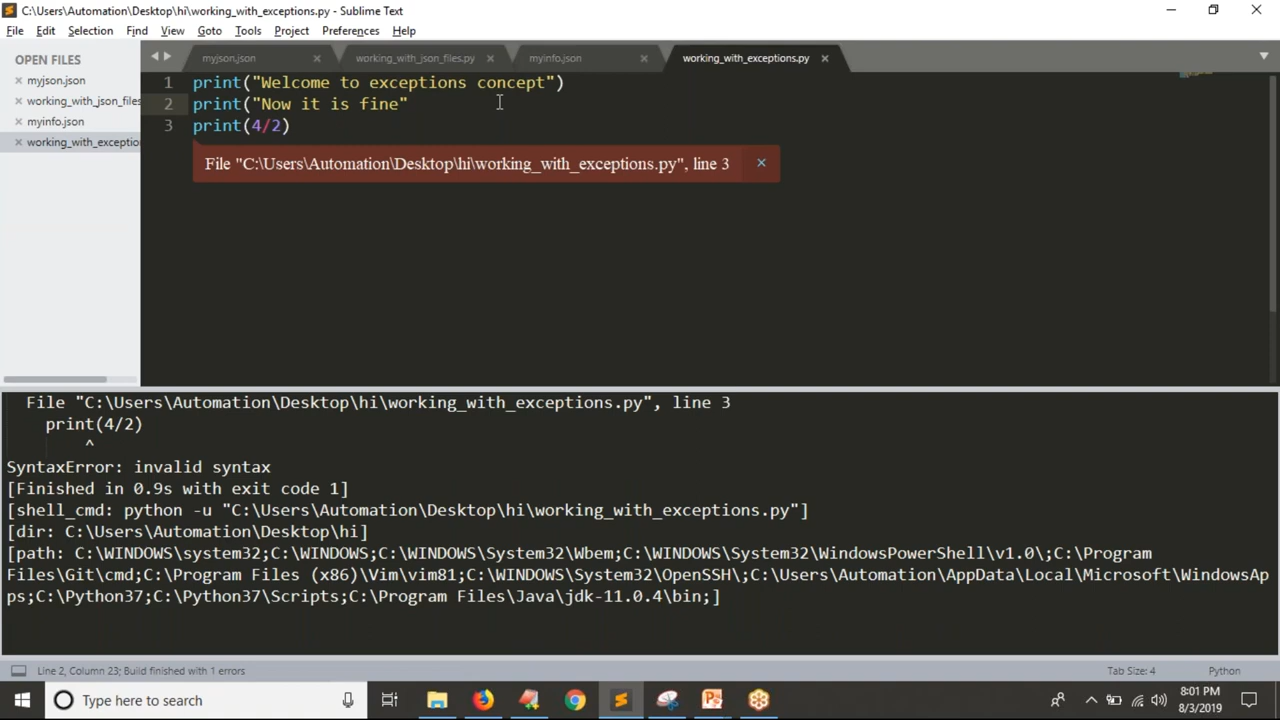 C:\Users\Automation\Desktop\hi\working_with_exceptions.py - Sublime Text
File Edit Selection Find View Goto Tools Project Preferences Help
OPEN FILES
myjson.json
working_with_json_files
myinfo.json
working_with_exceptio
myjson.json working_with_json_files.py myinfo.json working_with_exceptions.py
1 print("Welcome to exceptions concept")
2 print("Now it is fine"
3 print(4/2)
File "C:\Users\Automation\Desktop\hi\working_with_exceptions.py", line 3 ×
File "C:\Users\Automation\Desktop\hi\working_with_exceptions.py", line 3
print(4/2)
^
SyntaxError: invalid syntax
[Finished in 0.9s with exit code 1]
[shell_cmd: python -u "C:\Users\Automation\Desktop\hi\working_with_exceptions.py"]
[dir: C:\Users\Automation\Desktop\hi]
[path: C:\WINDOWS\system32;C:\WINDOWS;C:\WINDOWS\System32\Wbem;C:\WINDOWS\System32\WindowsPowerShell\v1.0\;C:\Program
Files\Git\cmd;C:\Program Files (x86)\Vim\vim81;C:\WINDOWS\System32\OpenSSH\;C:\Users\Automation\AppData\Local\Microsoft\WindowsAp
ps;C:\Python37;C:\Python37\Scripts;C:\Program Files\Java\jdk-11.0.4\bin;]
Line 2, Column 23; Build finished with 1 errors
Tab Size: 4
Python
Type here to search
8:01 PM
8/3/2019